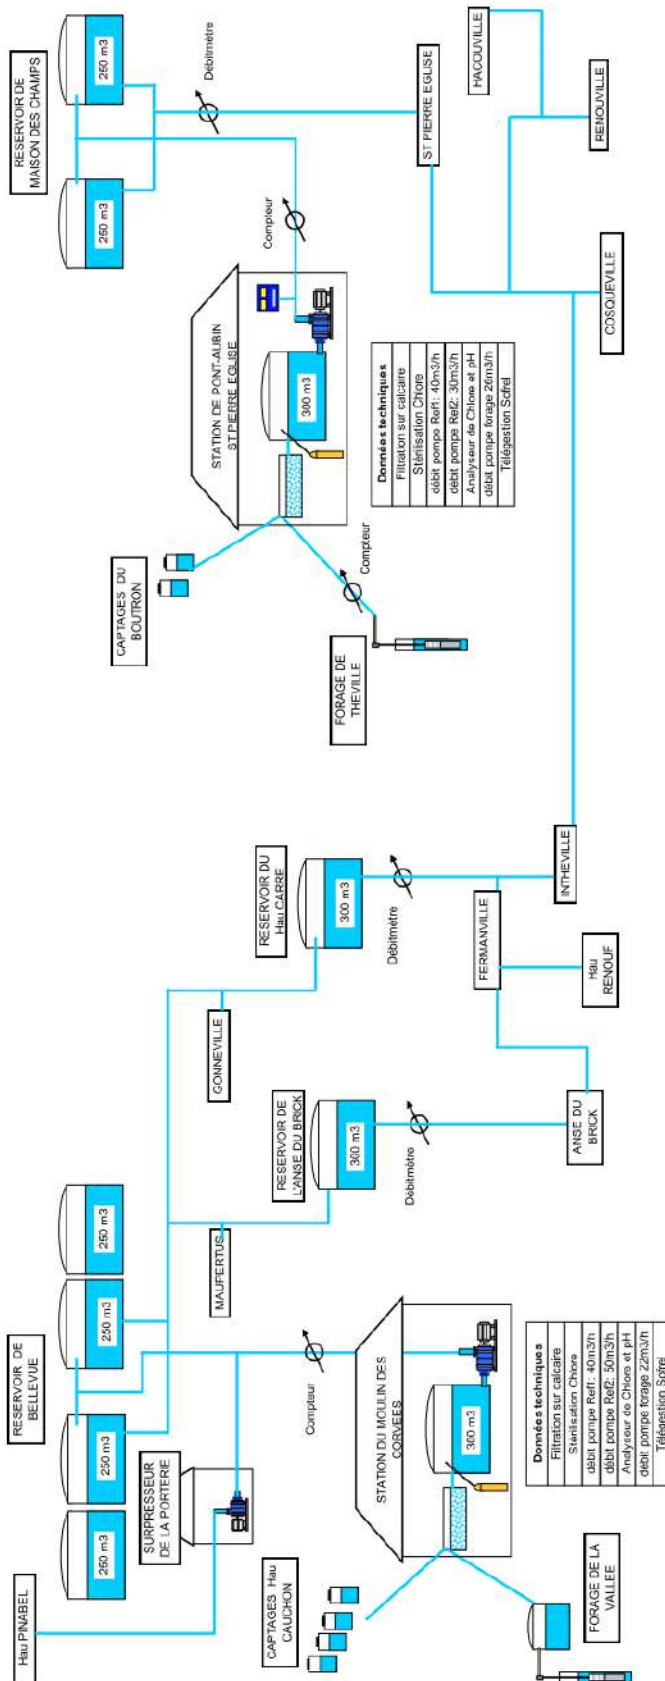 Hau PINABEL
RESERVOIR DE
BELLEVUE
250 m3
250 m3
250 m3
250 m3
SURPRESSEUR
DE LA PORTERIE
MAUPERTUS
GONNEVILLE
Compteur
CAPTAGES Hau
CAUCHON
STATION DU MOULIN DES
CORVEES
300 m3
FORAGE DE LA
VALLEE
Données techniques
Filtration sur calcaire
Stérilisation Chlore
débit pompe Ref1: 40m3/h
débit pompe Ref2: 50m3/h
Analyseur de Chlore et pH
débit pompe forage 22m3/h
Télégestion Sofrel
RESERVOIR DE
L'ANSE DU BRICK
300 m3
Débitmètre
ANSE DU
BRICK
RESERVOIR DU
Hau CARRE
300 m3
Débitmètre
FERMANVILLE
Hau
RENOUF
INTHEVILLE
CAPTAGES DU
BOUTRON
FORAGE DE
THEVILLE
Compteur
STATION DE PONT-AUBIN
ST PIERRE EGLISE
300 m3
Données techniques
Filtration sur calcaire
Stérilisation Chlore
débit pompe Ref1: 40m3/h
débit pompe Ref2: 30m3/h
Analyseur de Chlore et pH
débit pompe forage 26m3/h
Télégestion Sofrel
Compteur
RESERVOIR DE
MAISON DES CHAMPS
250 m3
250 m3
Débitmètre
ST PIERRE EGLISE
HACOUVILLE
RENOUVILLE
COSQUEVILLE